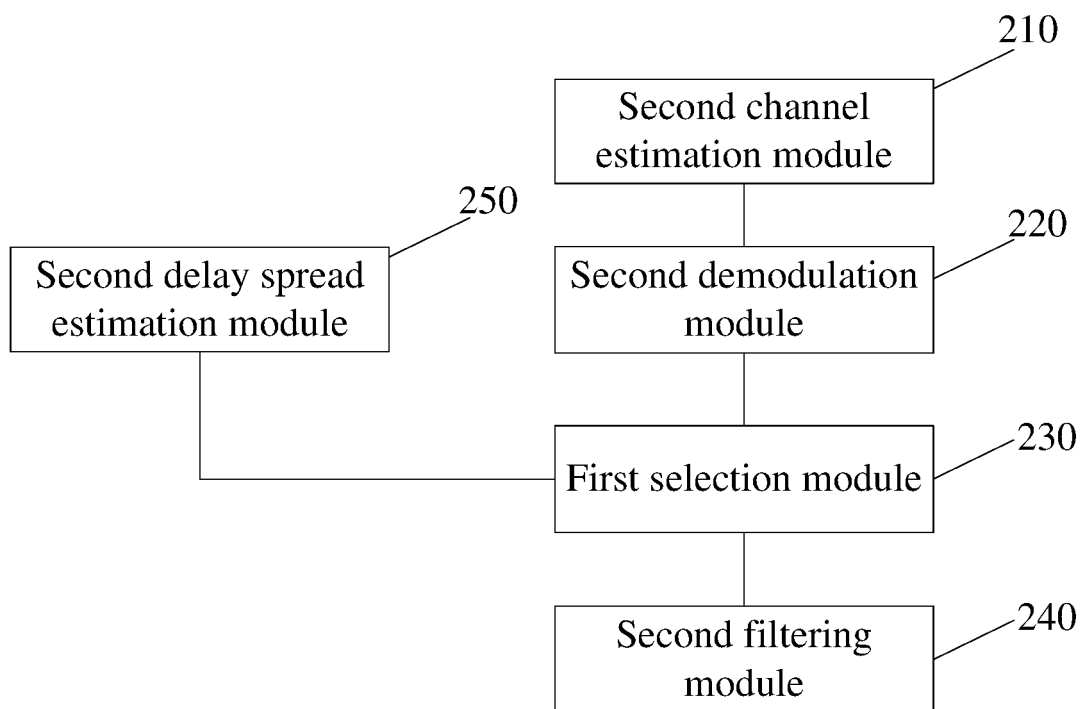 210
Second channel
estimation module
250
220
Second delay spread
estimation module
Second demodulation
module
230
First selection module
240
Second filtering
module